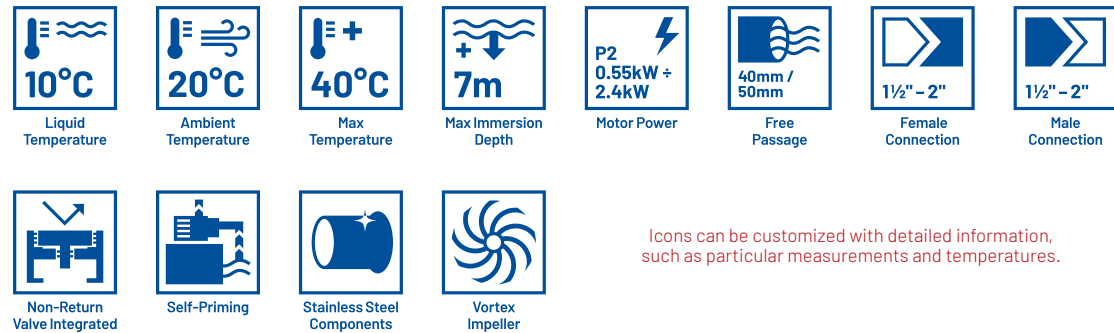 10°C
Liquid
Temperature
20°C
Ambient
Temperature
40°C
Max
Temperature
7m
Max Immersion
Depth
P2
0.55kW ÷
2.4kW
Motor Power
40mm /
50mm
Free
Passage
1½" – 2"
Female
Connection
1½" – 2"
Male
Connection
Non-Return
Valve Integrated
Self-Priming
Stainless Steel
Components
Vortex
Impeller
Icons can be customized with detailed information,
such as particular measurements and temperatures.